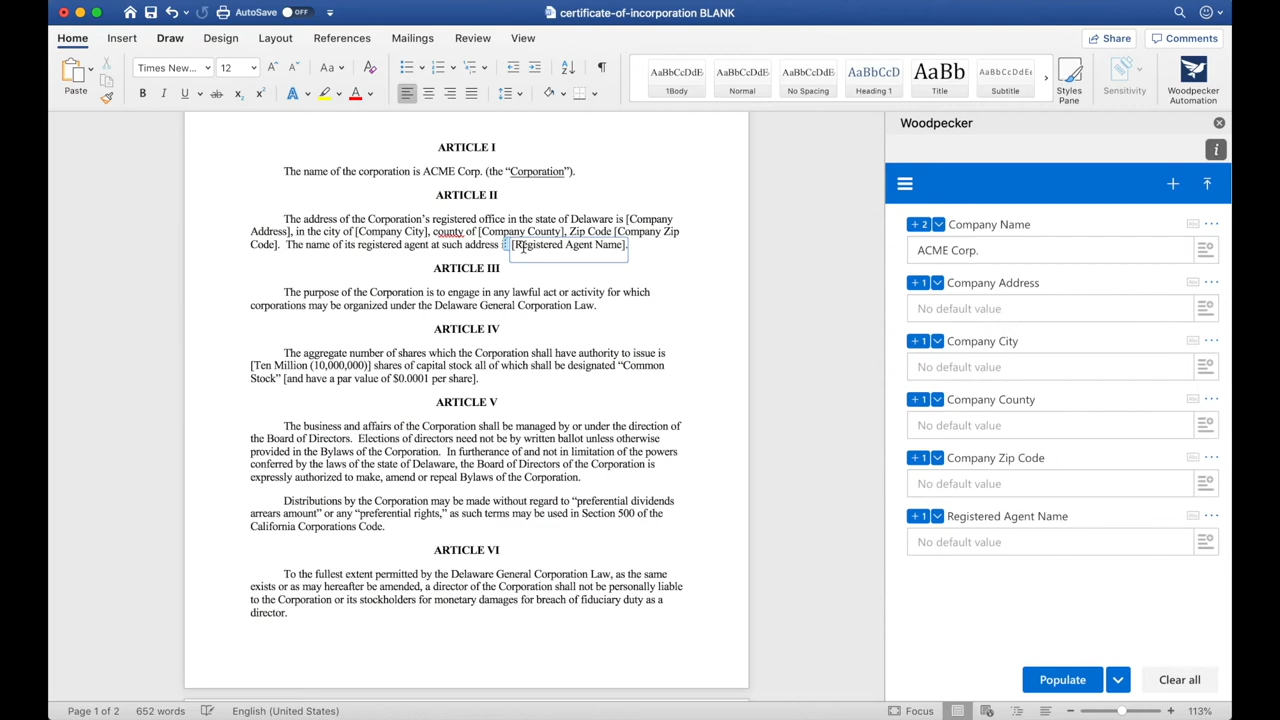 AutoSave OFF certificate-of-incorporation BLANK
Home Insert Draw Design Layout References Mailings Review View Share Comments
Paste
Times New... 12 Aa
AaBbCcDdE
1Body
AaBbCcDdEe
Normal
AaBbCcDdEe
No Spacing
AaBbCcD
Heading 1
AaBb
Title
AaBbCcDdEe
Subtitle
Styles Pane
Sensitivity
Woodpecker Automation
ARTICLE I
The name of the corporation is ACME Corp. (the “Corporation”).
ARTICLE II
The address of the Corporation’s registered office in the state of Delaware is [Company
Address], in the city of [Company City], county of [Company County], Zip Code [Company Zip
Code]. The name of its registered agent at such address [Registered Agent Name].
ARTICLE III
The purpose of the Corporation is to engage in any lawful act or activity for which
corporations may be organized under the Delaware General Corporation Law.
ARTICLE IV
The aggregate number of shares which the Corporation shall have authority to issue is
[Ten Million (10,000,000)] shares of capital stock all of which shall be designated “Common
Stock” [and have a par value of $0.0001 per share].
ARTICLE V
The business and affairs of the Corporation shall be managed by or under the direction of
the Board of Directors. Elections of directors need not be by written ballot unless otherwise
provided in the Bylaws of the Corporation. In furtherance of and not in limitation of the powers
conferred by the laws of the state of Delaware, the Board of Directors of the Corporation is
expressly authorized to make, amend or repeal Bylaws of the Corporation.
Distributions by the Corporation may be made without regard to “preferential dividends
arrears amount” or any “preferential rights,” as such terms may be used in Section 500 of the
California Corporations Code.
ARTICLE VI
To the fullest extent permitted by the Delaware General Corporation Law, as the same
exists or as may hereafter be amended, a director of the Corporation shall not be personally liable
to the Corporation or its stockholders for monetary damages for breach of fiduciary duty as a
director.
Woodpecker
+ 2 Company Name
ACME Corp.
+ 1 Company Address
No default value
+ 1 Company City
No default value
+ 1 Company County
No default value
+ 1 Company Zip Code
No default value
+ 1 Registered Agent Name
No default value
Populate Clear all
Page 1 of 2 652 words English (United States) Focus 113%